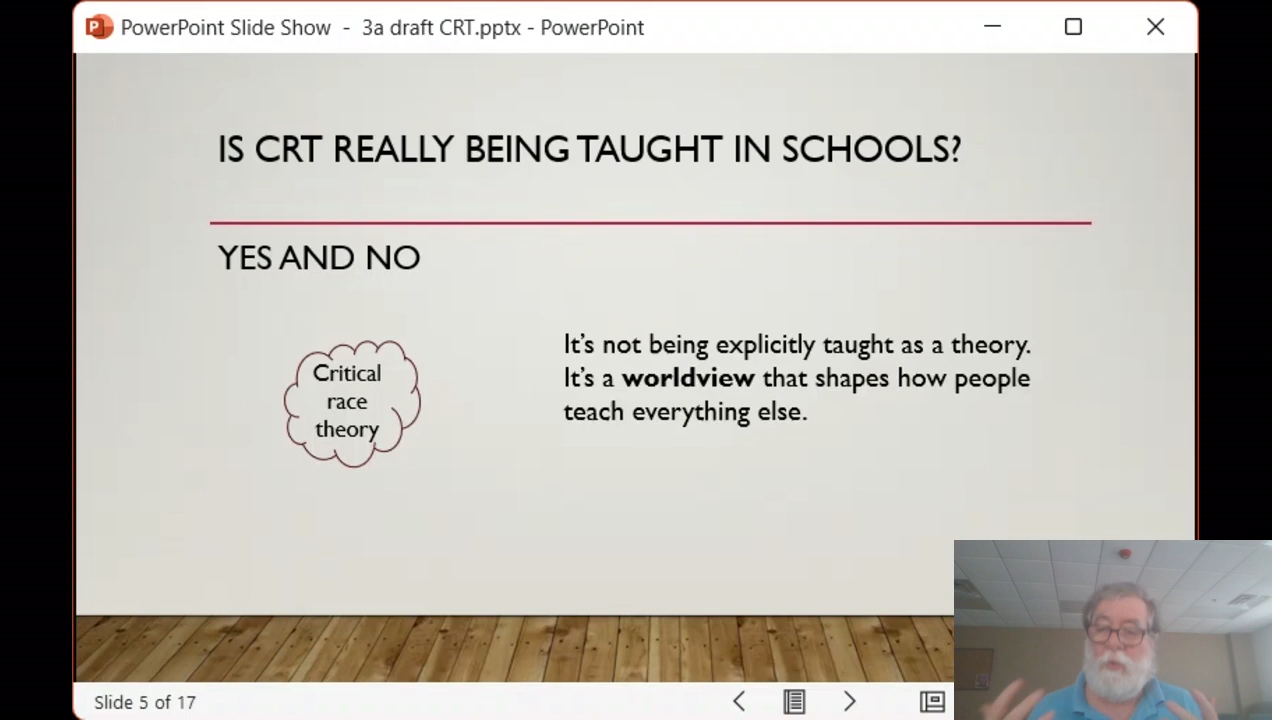 PowerPoint Slide Show - 3a draft CRT.pptx - PowerPoint
IS CRT REALLY BEING TAUGHT IN SCHOOLS?
YES AND NO
Critical
race
theory
It's not being explicitly taught as a theory.
It's a worldview that shapes how people
teach everything else.
Slide 5 of 17